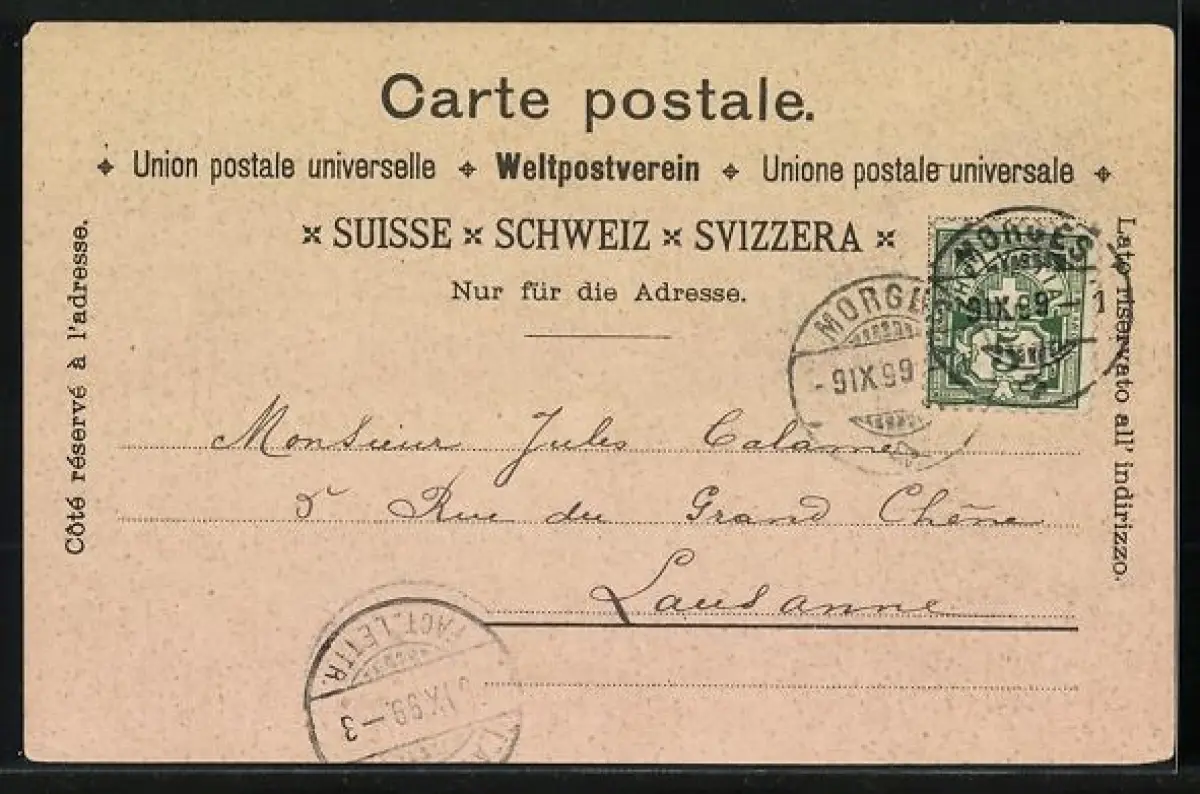 Carte postale.
Union postale universelle Weltpostverein Unione postale universale
SUISSE SCHWEIZ SVIZZERA
Nur für die Adresse.
Côté réservé à l'adresse.
Lato riservato all' indirizzo.
MORGES
9 IX 99 - 1
5
MORGES
- 9 IX 99
Monsieur Jules Calame
5 Rue du Grand Chêne
Lausanne
FACT. LETTR.
IX 99 - 3